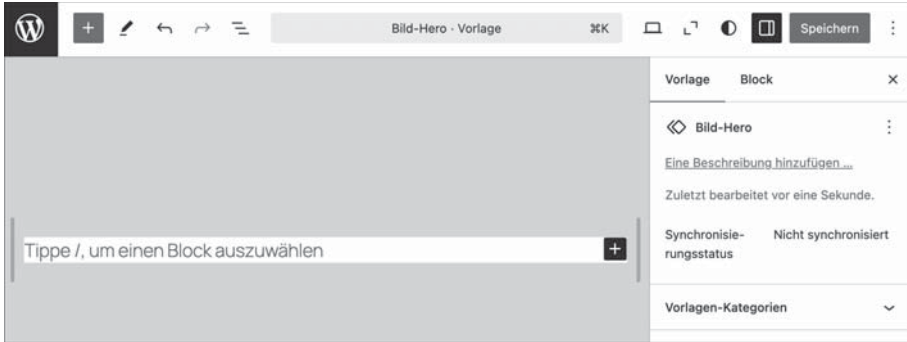 Bild-Hero · Vorlage ⌘K Speichern
Vorlage Block
Bild-Hero
Eine Beschreibung hinzufügen ...
Zuletzt bearbeitet vor eine Sekunde.
Synchronisie-
rungsstatus
Nicht synchronisiert
Tippe /, um einen Block auszuwählen
Vorlagen-Kategorien